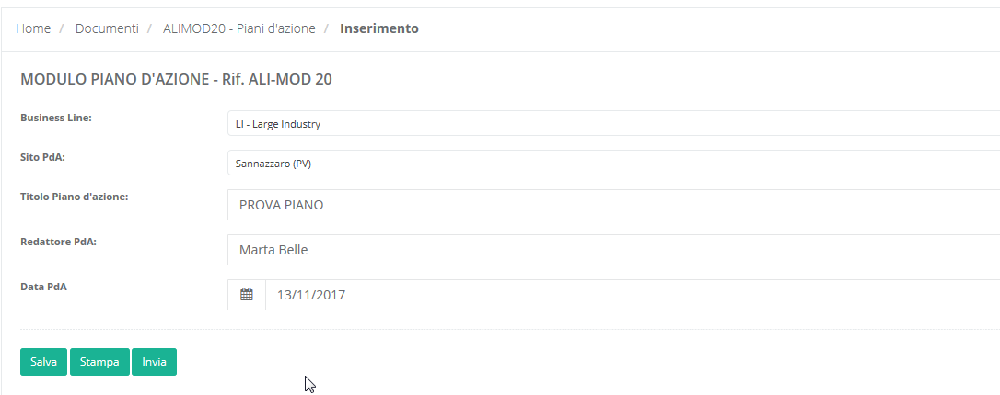 Home / Documenti / ALIMOD20 - Piani d'azione / Inserimento
MODULO PIANO D'AZIONE - Rif. ALI-MOD 20
Business Line: LI - Large Industry
Sito PdA: Sannazzaro (PV)
Titolo Piano d'azione: PROVA PIANO
Redattore PdA: Marta Belle
Data PdA 13/11/2017
Salva Stampa Invia